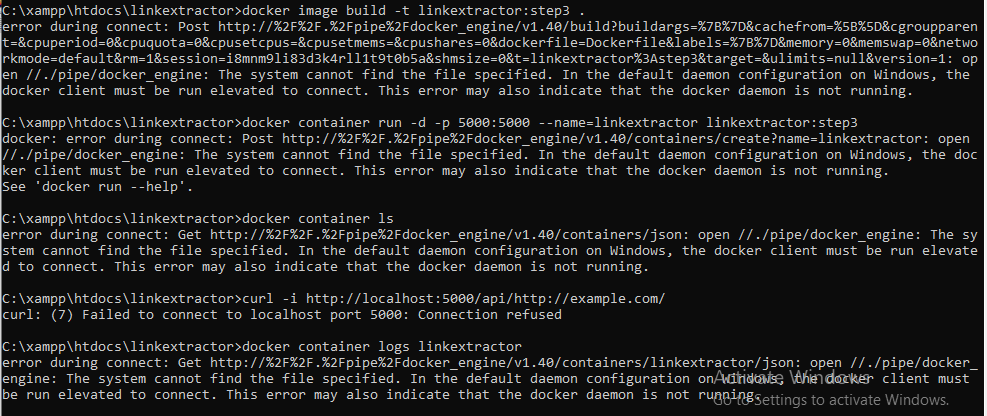 C:\xampp\htdocs\linkextractor>docker image build -t linkextractor:step3 .
error during connect: Post http://%2F%2F.%2Fpipe%2Fdocker_engine/v1.40/build?buildargs=%7B%7D&cachefrom=%5B%5D&cgroupparen
t=&cpuperiod=0&cpuquota=0&cpusetcpus=&cpusetmems=&cpushares=0&dockerfile=Dockerfile&labels=%7B%7D&memory=0&memswap=0&netwo
rkmode=default&rm=1&session=i8mnm9li83d3k4rll1t9t0b5a&shmsize=0&t=linkextractor%3Astep3&target=&ulimits=null&version=1: op
en //./pipe/docker_engine: The system cannot find the file specified. In the default daemon configuration on Windows, the
docker client must be run elevated to connect. This error may also indicate that the docker daemon is not running.
C:\xampp\htdocs\linkextractor>docker container run -d -p 5000:5000 --name=linkextractor linkextractor:step3
docker: error during connect: Post http://%2F%2F.%2Fpipe%2Fdocker_engine/v1.40/containers/create?name=linkextractor: open
//./pipe/docker_engine: The system cannot find the file specified. In the default daemon configuration on Windows, the doc
ker client must be run elevated to connect. This error may also indicate that the docker daemon is not running.
See 'docker run --help'.
C:\xampp\htdocs\linkextractor>docker container ls
error during connect: Get http://%2F%2F.%2Fpipe%2Fdocker_engine/v1.40/containers/json: open //./pipe/docker_engine: The sy
stem cannot find the file specified. In the default daemon configuration on Windows, the docker client must be run elevate
d to connect. This error may also indicate that the docker daemon is not running.
C:\xampp\htdocs\linkextractor>curl -i http://localhost:5000/api/http://example.com/
curl: (7) Failed to connect to localhost port 5000: Connection refused
C:\xampp\htdocs\linkextractor>docker container logs linkextractor
error during connect: Get http://%2F%2F.%2Fpipe%2Fdocker_engine/v1.40/containers/linkextractor/json: open //./pipe/docker_
engine: The system cannot find the file specified. In the default daemon configuration on Windows, the docker client must
be run elevated to connect. This error may also indicate that the docker daemon is not running.
Activate Windows
Go to Settings to activate Windows.